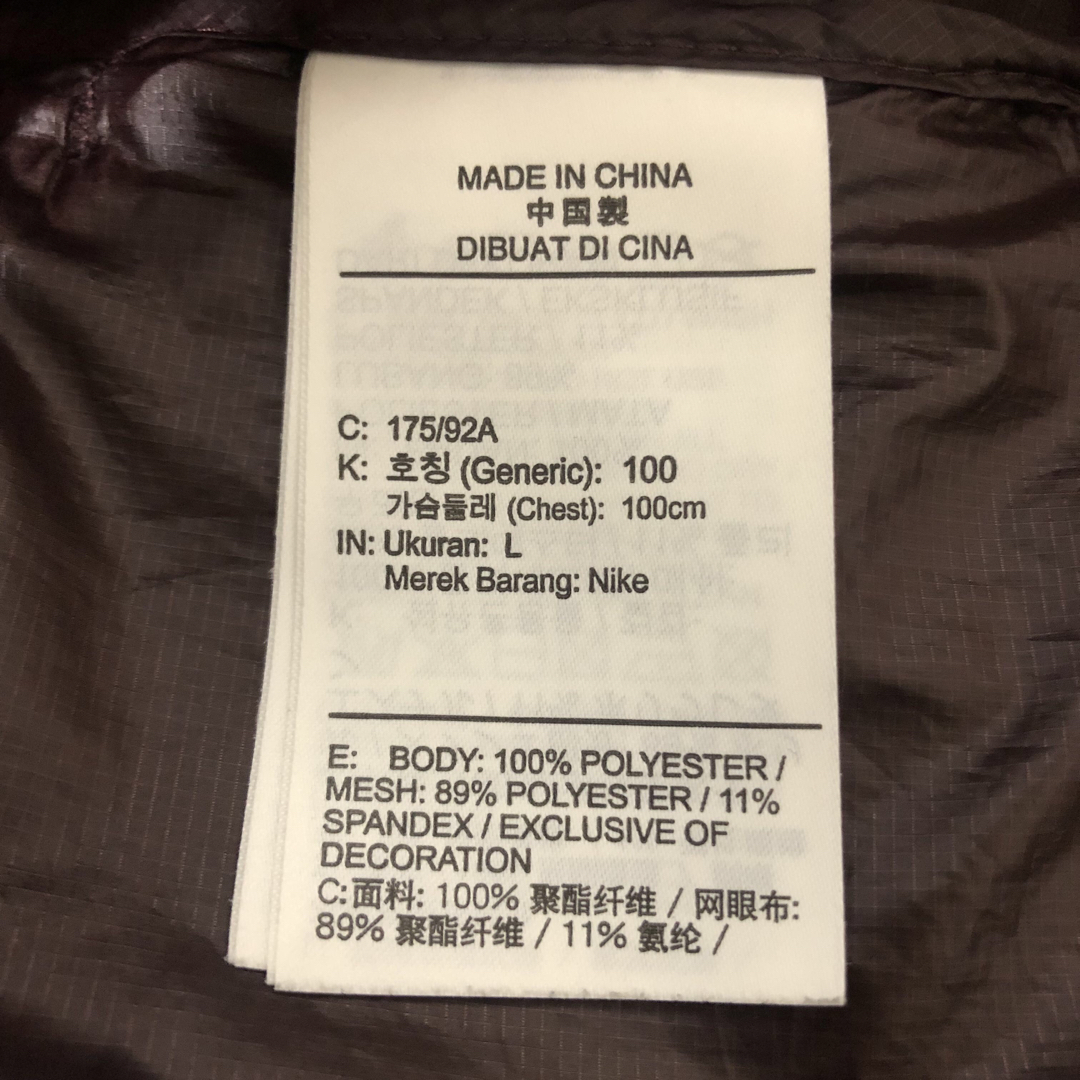 MADE IN CHINA
中国製
DIBUAT DI CINA
C: 175/92A
K: 호칭 (Generic): 100
가슴둘레 (Chest): 100cm
IN: Ukuran: L
Merek Barang: Nike
E: BODY: 100% POLYESTER /
MESH: 89% POLYESTER / 11%
SPANDEX / EXCLUSIVE OF
DECORATION
C:面料: 100% 聚酯纤维 / 网眼布:
89% 聚酯纤维 / 11% 氨纶 /